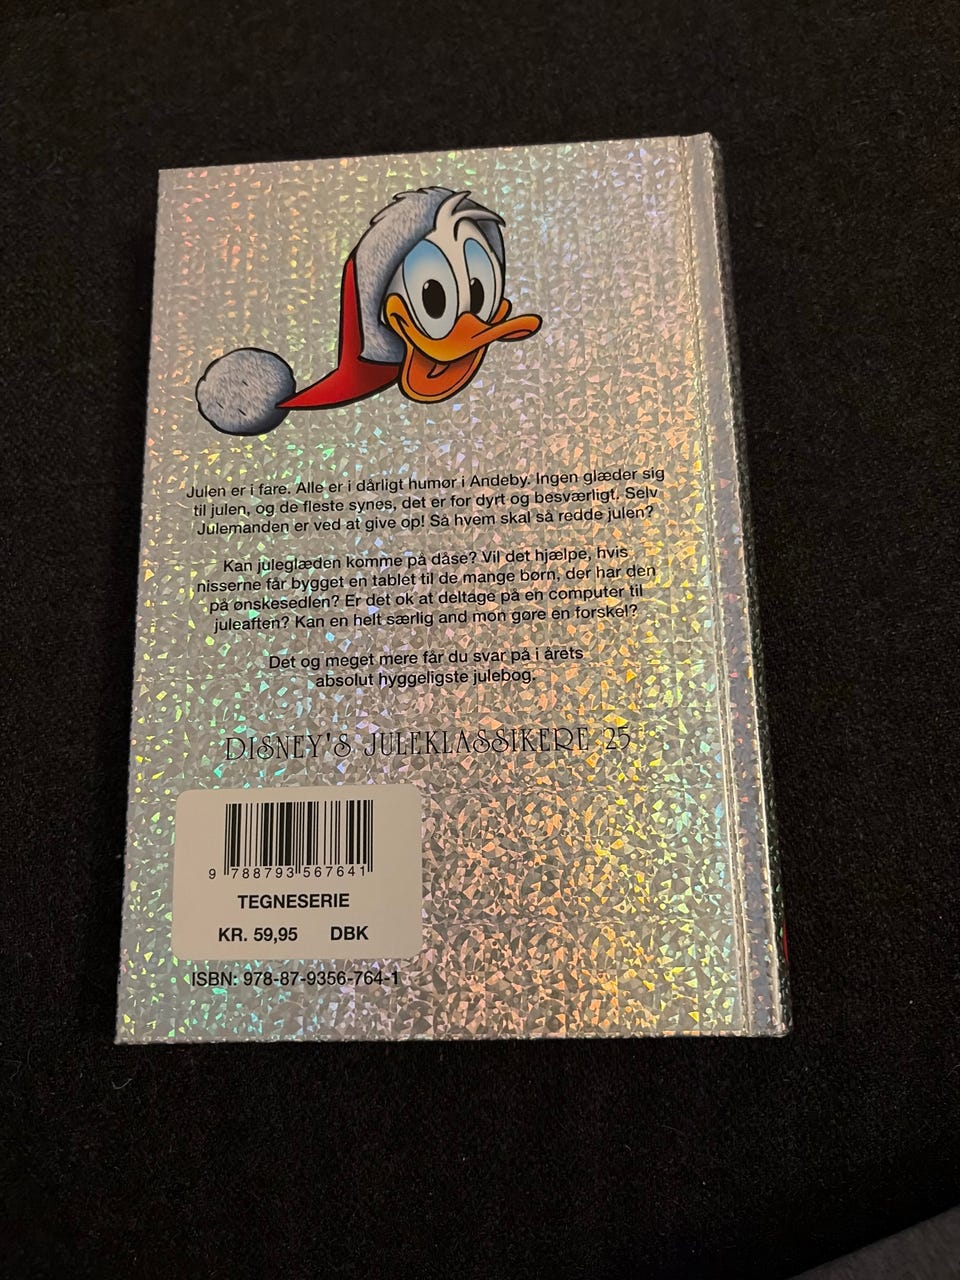 Julen er i fare. Alle er i dårligt humør i Andeby. Ingen glæder sig
til julen, og de fleste synes, det er for dyrt og besværligt. Selv
Julemanden er ved at give op! Så hvem skal så redde julen?
Kan juleglæden komme på dåse? Vil det hjælpe, hvis
nisserne får bygget en tablet til de mange børn, der har den
på ønskesedlen? Er det ok at deltage på en computer til
juleaften? Kan en helt særlig and mon gøre en forskel?
Det og meget mere får du svar på i årets
absolut hyggeligste julebog.
DISNEY'S JULEKLASSIKERE 25
9 788793 567641
TEGNESERIE
KR. 59,95 DBK
ISBN: 978-87-9356-764-1